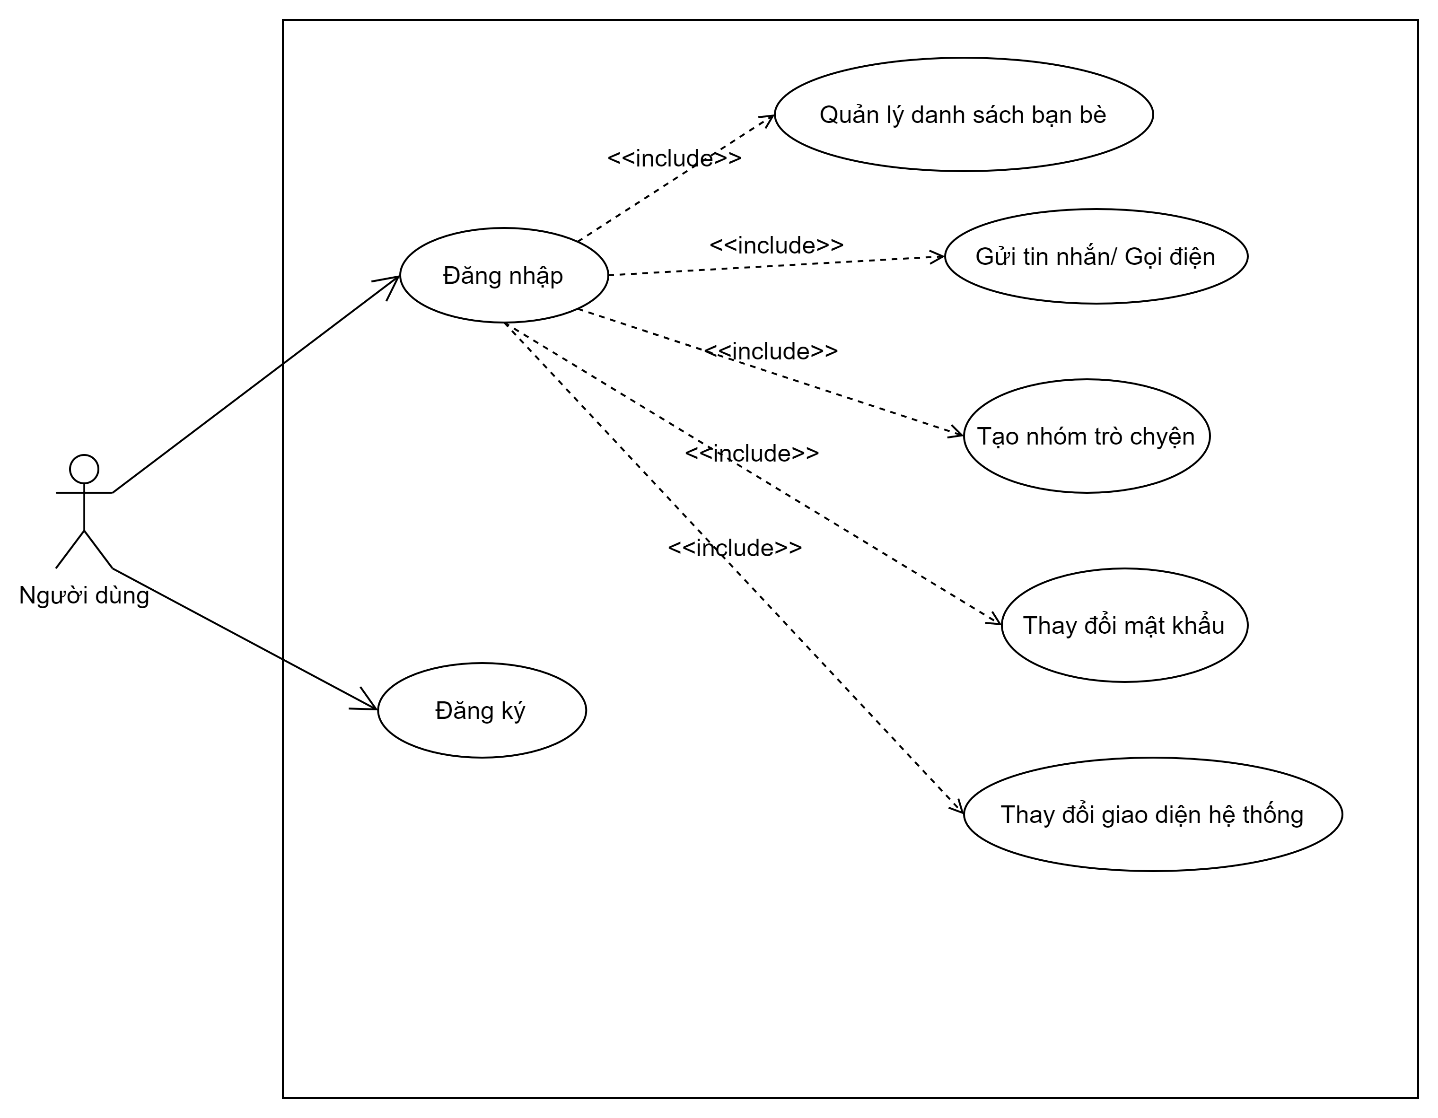 Quản lý danh sách bạn bè
<<include>>
<<include>>
Gửi tin nhắn/ Gọi điện
Đăng nhập
<<include>>
Tạo nhóm trò chyện
<<include>>
<<include>>
Người dùng
Thay đổi mật khẩu
Đăng ký
Thay đổi giao diện hệ thống